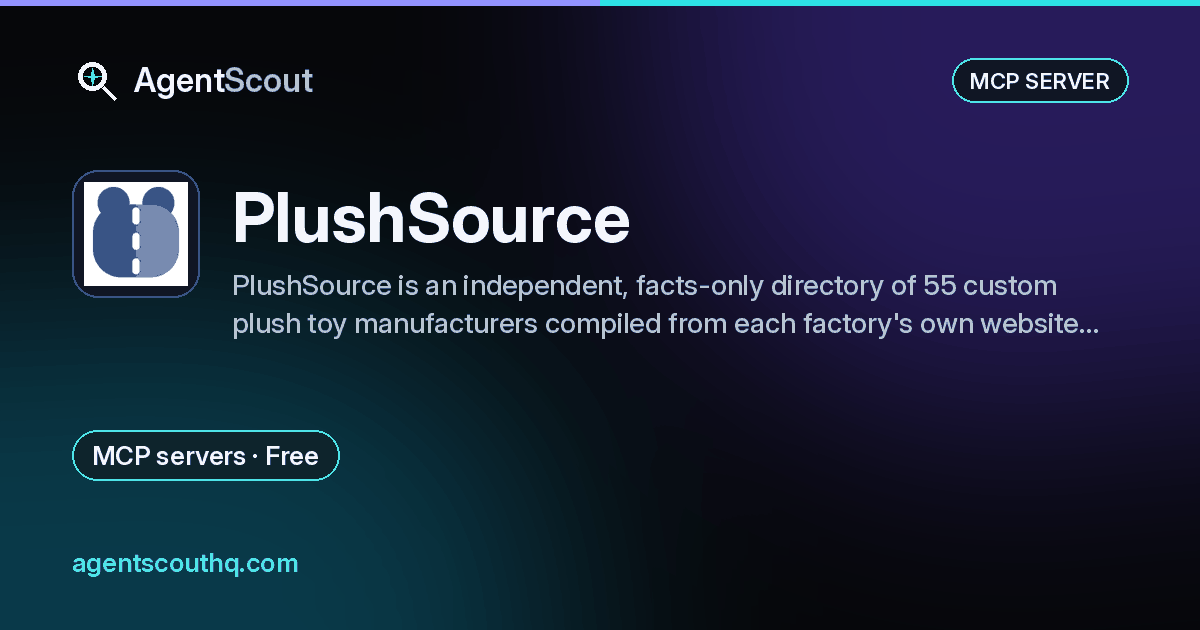 AgentScout
MCP SERVER
PlushSource
PlushSource is an independent, facts-only directory of 55 custom
plush toy manufacturers compiled from each factory's own website...
MCP servers · Free
agentscouthq.com